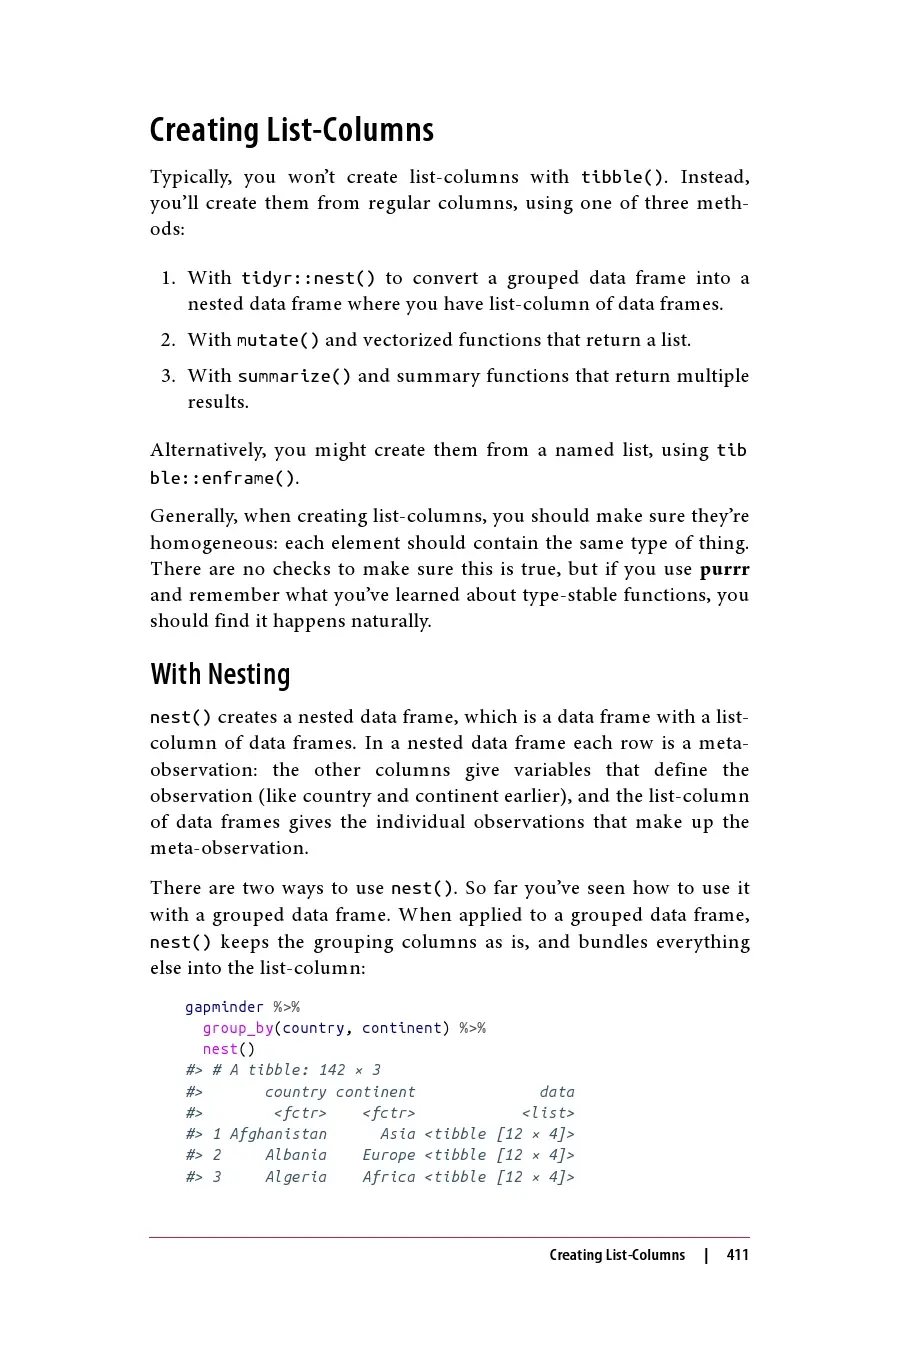 Creating List-Columns
Typically, you won’t create list-columns with tibble(). Instead,
you’ll create them from regular columns, using one of three meth-
ods:
1. With tidyr::nest() to convert a grouped data frame into a
nested data frame where you have list-column of data frames.
2. With mutate() and vectorized functions that return a list.
3. With summarize() and summary functions that return multiple
results.
Alternatively, you might create them from a named list, using tib
ble::enframe().
Generally, when creating list-columns, you should make sure they’re
homogeneous: each element should contain the same type of thing.
There are no checks to make sure this is true, but if you use purrr
and remember what you’ve learned about type-stable functions, you
should find it happens naturally.
With Nesting
nest() creates a nested data frame, which is a data frame with a list-
column of data frames. In a nested data frame each row is a meta-
observation: the other columns give variables that define the
observation (like country and continent earlier), and the list-column
of data frames gives the individual observations that make up the
meta-observation.
There are two ways to use nest(). So far you’ve seen how to use it
with a grouped data frame. When applied to a grouped data frame,
nest() keeps the grouping columns as is, and bundles everything
else into the list-column:
gapminder %>%
group_by(country, continent) %>%
nest()
#> # A tibble: 142 × 3
#> country continent data
#> <fctr> <fctr> <list>
#> 1 Afghanistan Asia <tibble [12 × 4]>
#> 2 Albania Europe <tibble [12 × 4]>
#> 3 Algeria Africa <tibble [12 × 4]>
Creating List-Columns | 411